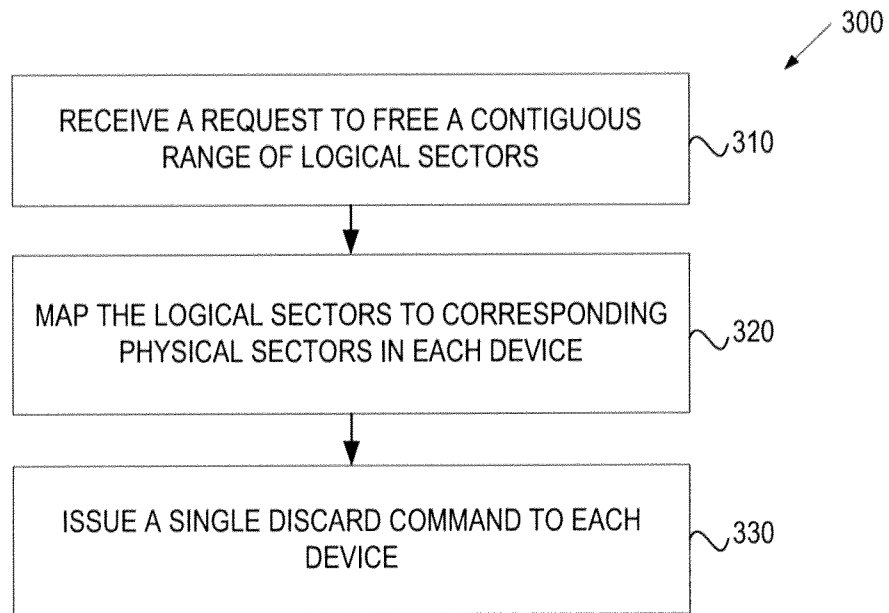 300
RECEIVE A REQUEST TO FREE A CONTIGUOUS
RANGE OF LOGICAL SECTORS
310
MAP THE LOGICAL SECTORS TO CORRESPONDING
PHYSICAL SECTORS IN EACH DEVICE
320
ISSUE A SINGLE DISCARD COMMAND TO EACH
DEVICE
330